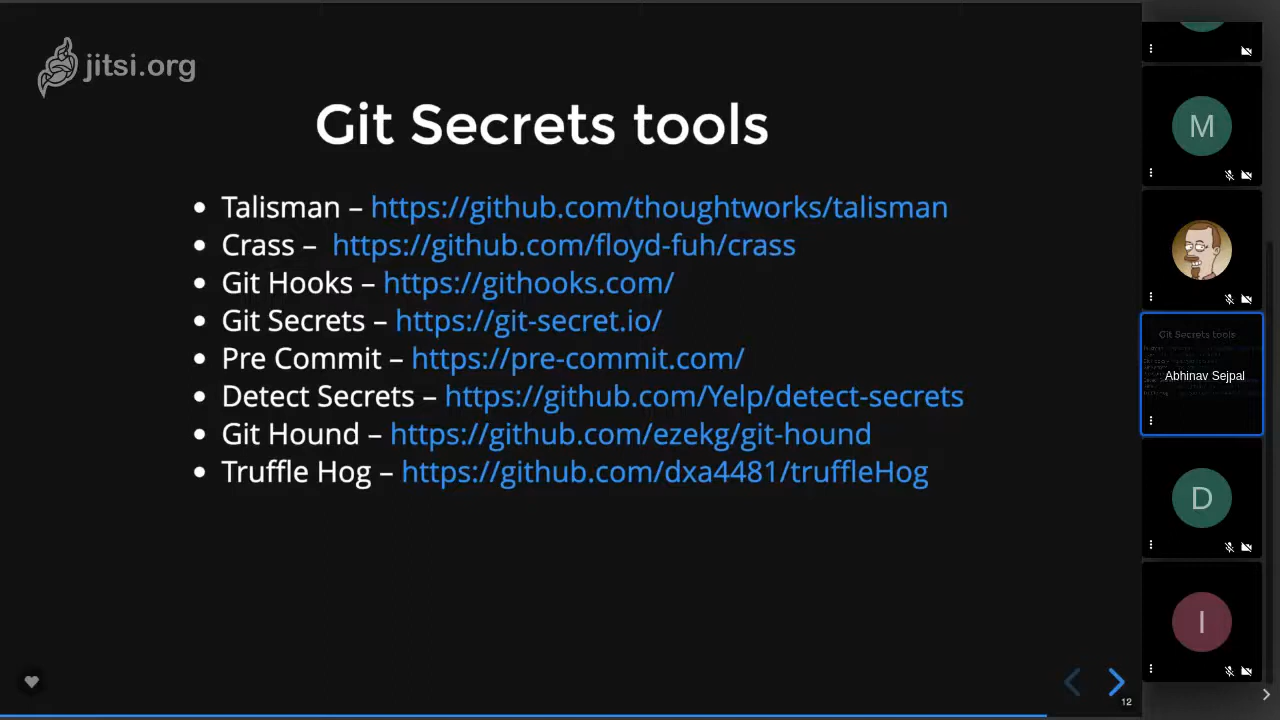 jitsi.org
Git Secrets tools
Talisman – https://github.com/thoughtworks/talisman
Crass – https://github.com/floyd-fuh/crass
Git Hooks – https://githooks.com/
Git Secrets – https://git-secret.io/
Pre Commit – https://pre-commit.com/
Detect Secrets – https://github.com/Yelp/detect-secrets
Git Hound – https://github.com/ezekg/git-hound
Truffle Hog – https://github.com/dxa4481/truffleHog
12
M
Git Secrets tools
Abhinav Sejpal
D
I